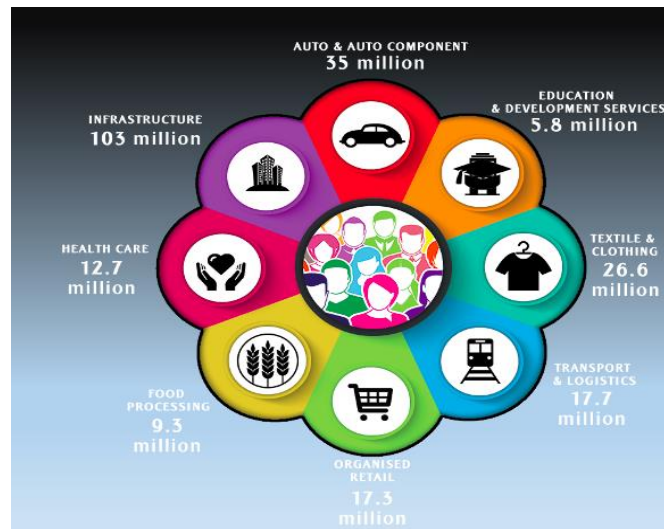 AUTO & AUTO COMPONENT
35 million
EDUCATION
& DEVELOPMENT SERVICES
5.8 million
TEXTILE &
CLOTHING
26.6
million
TRANSPORT
& LOGISTICS
17.7
million
ORGANISED
RETAIL
17.3
million
FOOD
PROCESSING
9.3
million
HEALTH CARE
12.7
million
INFRASTRUCTURE
103 million